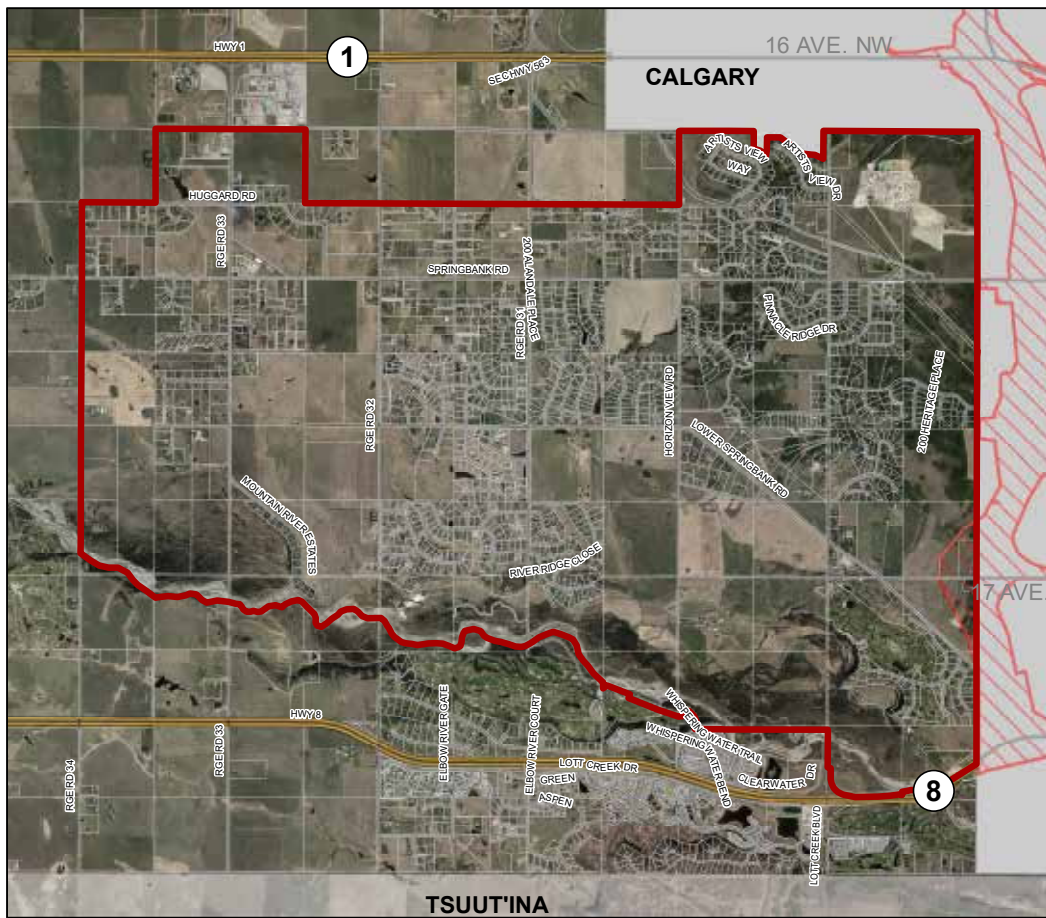 HWY 1
1
16 AVE. NW
SEC HWY 563
CALGARY
ARTISTS VIEW
WAY
ARTISTS VIEW DR
HUGGARD RD
RGE RD 33
SPRINGBANK RD
200 ALANDALE PLACE
RGE RD 31
PINNACLE RIDGE DR
RGE RD 32
HORIZON VIEW RD
200 HERITAGE PLACE
LOWER SPRINGBANK RD
MOUNTAIN RIVER ESTATES
RIVER RIDGE CLOSE
17 AVE.
WHISPERING WATER TRAIL
HWY 8
RGE RD 33
RGE RD 34
ELBOW RIVER GATE
ELBOW RIVER COURT
WHISPERING WATER BEND
LOTT CREEK DR
GREEN
ASPEN
CLEARWATER
DR
8
LOTT CREEK BLVD
TSUUT'INA